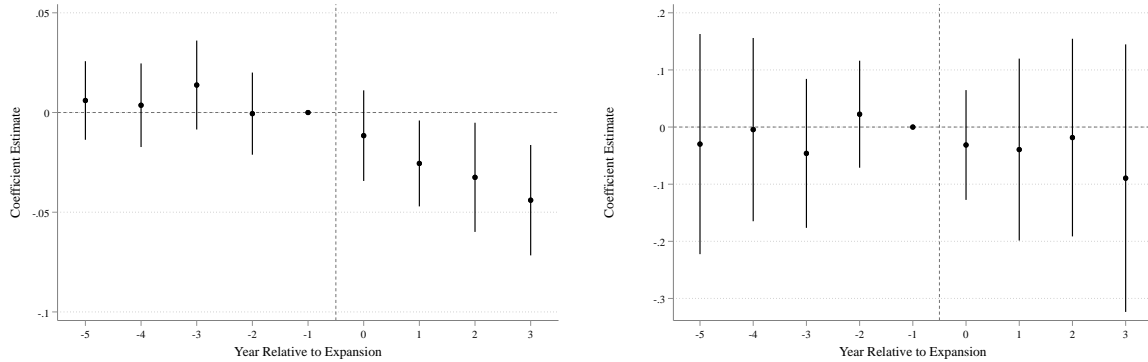 .05
0
-.05
-.1
Coefficient Estimate
-5 -4 -3 -2 -1 0 1 2 3
Year Relative to Expansion
.2
.1
0
-.1
-.2
-.3
Coefficient Estimate
-5 -4 -3 -2 -1 0 1 2 3
Year Relative to Expansion